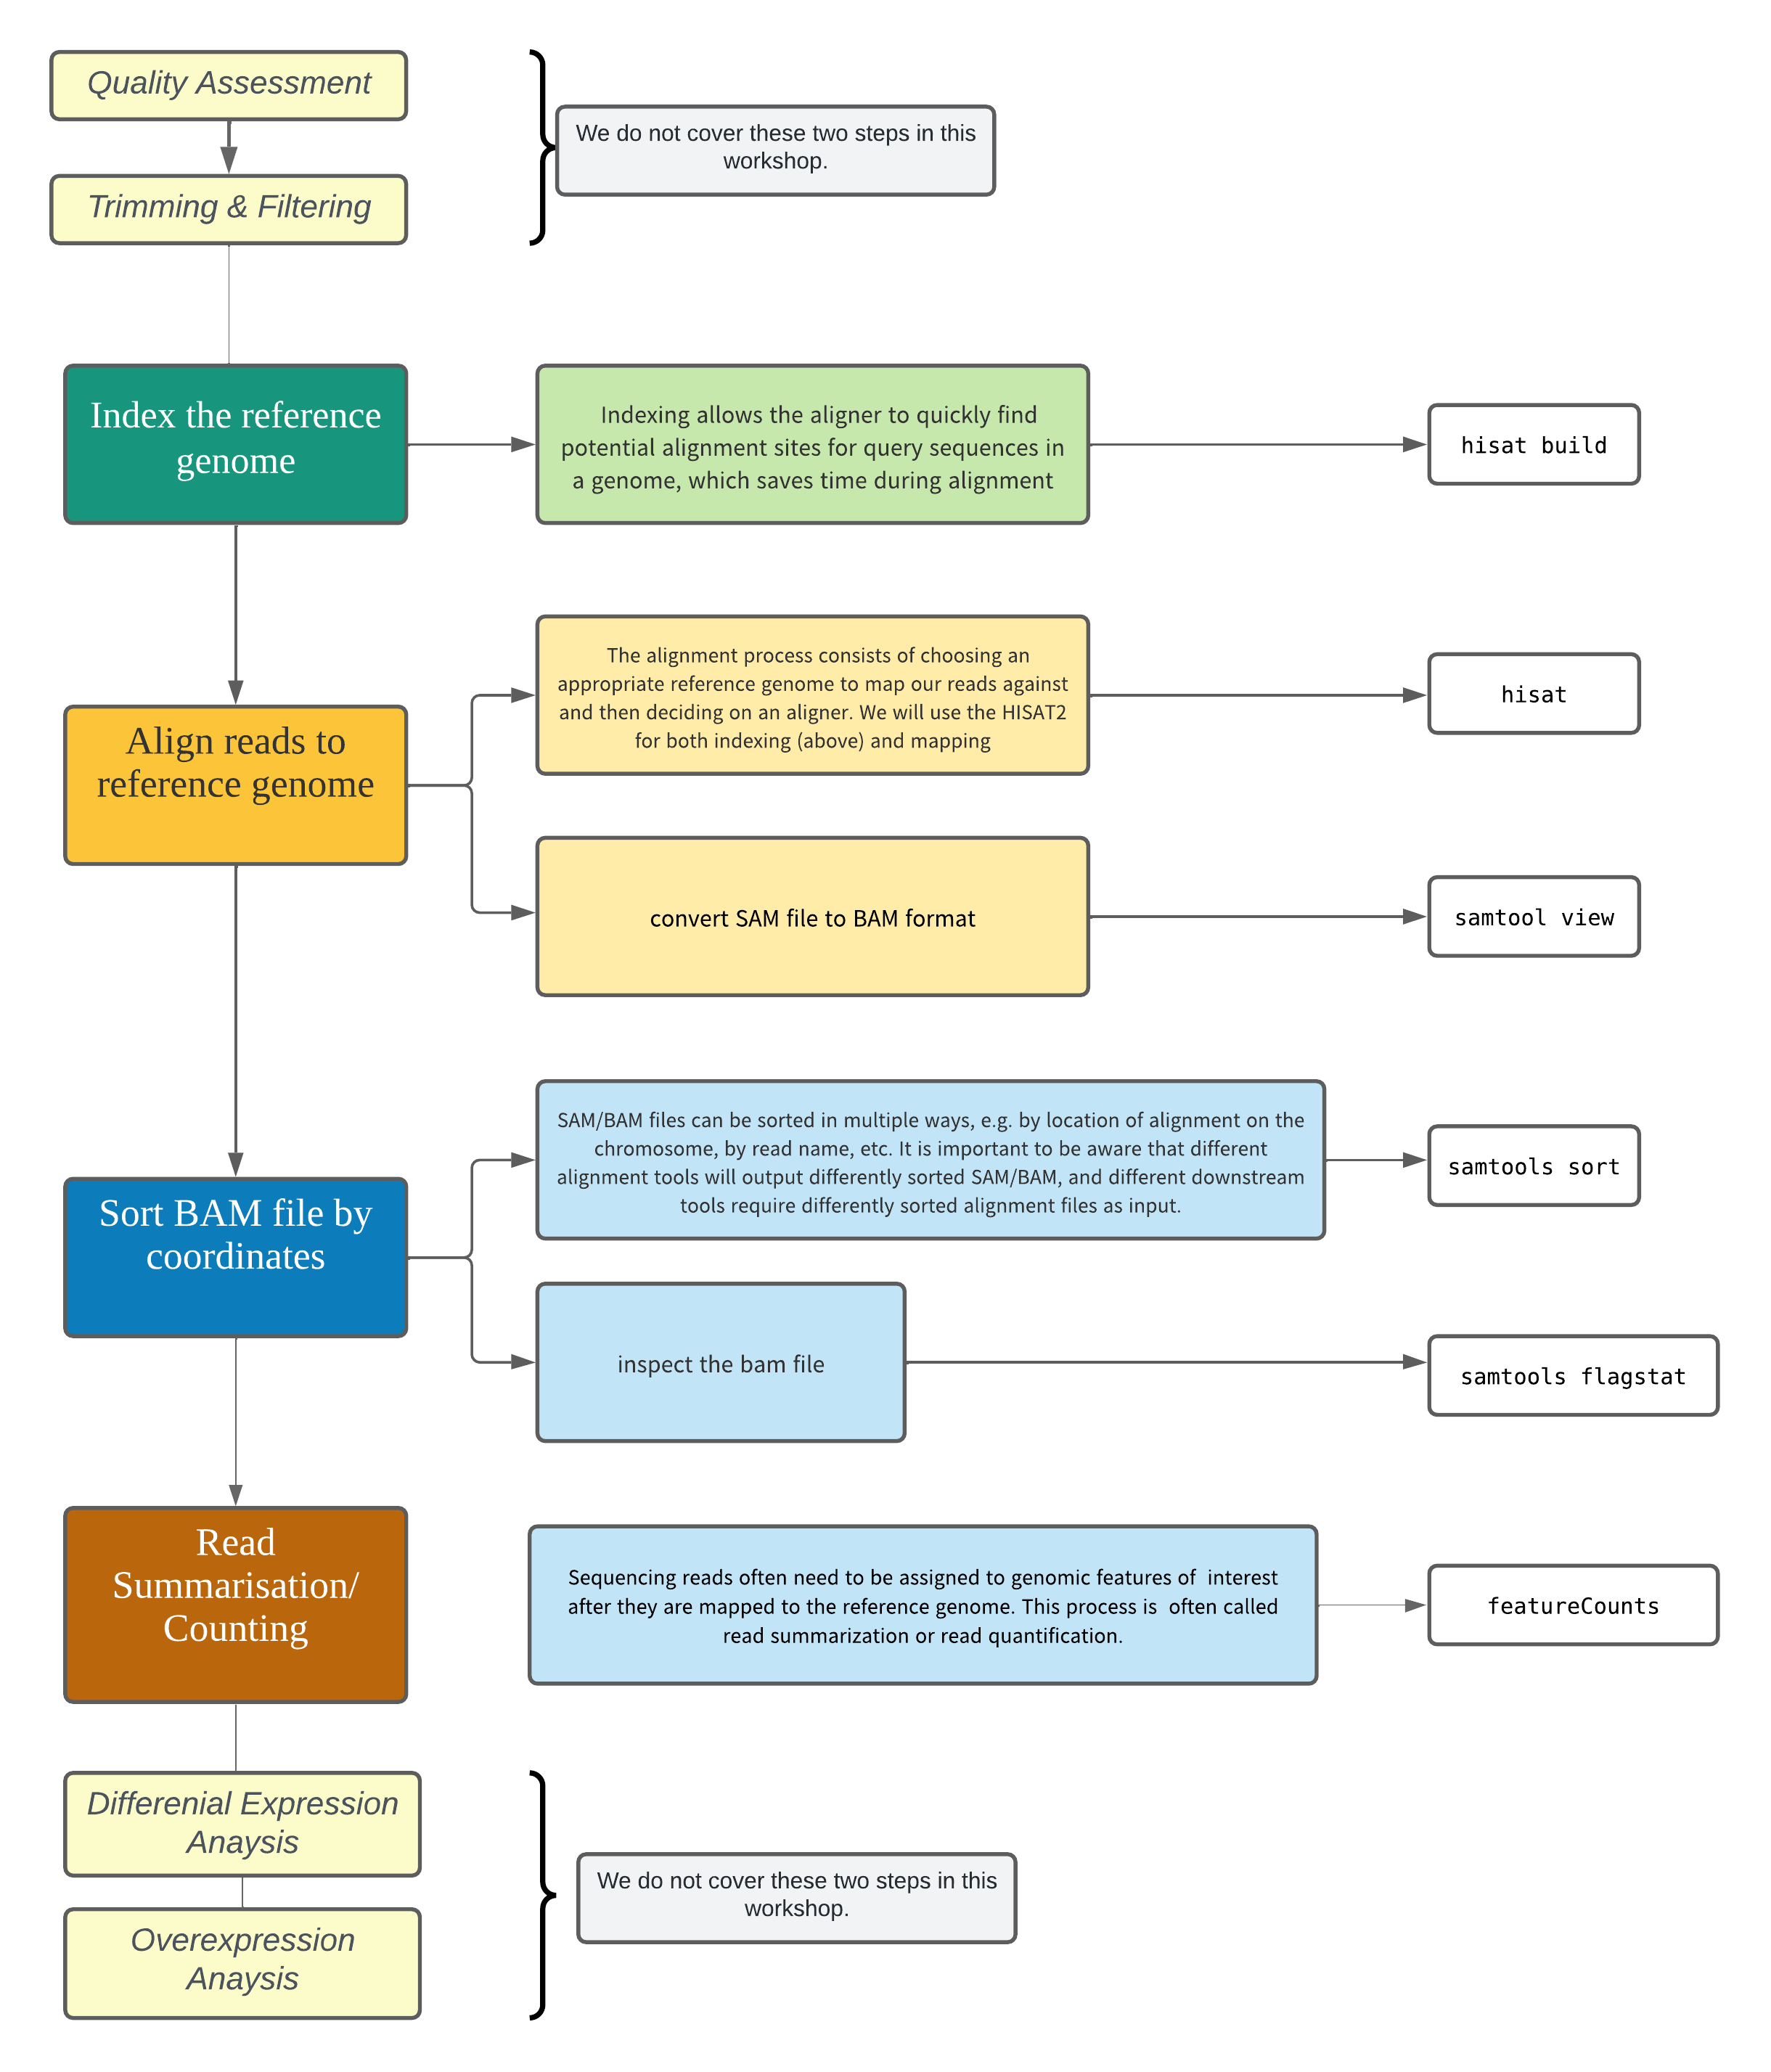 Quality Assessment
We do not cover these two steps in this
workshop.
Trimming & Filtering
Index the reference
genome
Indexing allows the aligner to quickly find
potential alignment sites for query sequences in
a genome, which saves time during alignment
hisat build
Align reads to
reference genome
The alignment process consists of choosing an
appropriate reference genome to map our reads against
and then deciding on an aligner. We will use the HISAT2
for both indexing (above) and mapping
hisat
convert SAM file to BAM format
samtool view
Sort BAM file by
coordinates
SAM/BAM files can be sorted in multiple ways, e.g. by location of alignment on the
chromosome, by read name, etc. It is important to be aware that different
alignment tools will output differently sorted SAM/BAM, and different downstream
tools require differently sorted alignment files as input.
samtools sort
inspect the bam file
samtools flagstat
Read
Summarisation/
Counting
Sequencing reads often need to be assigned to genomic features of  interest
after they are mapped to the reference genome. This process is  often called
read summarization or read quantification.
featureCounts
Differenial Expression
Anaysis
We do not cover these two steps in this
workshop.
Overexpression
Anaysis